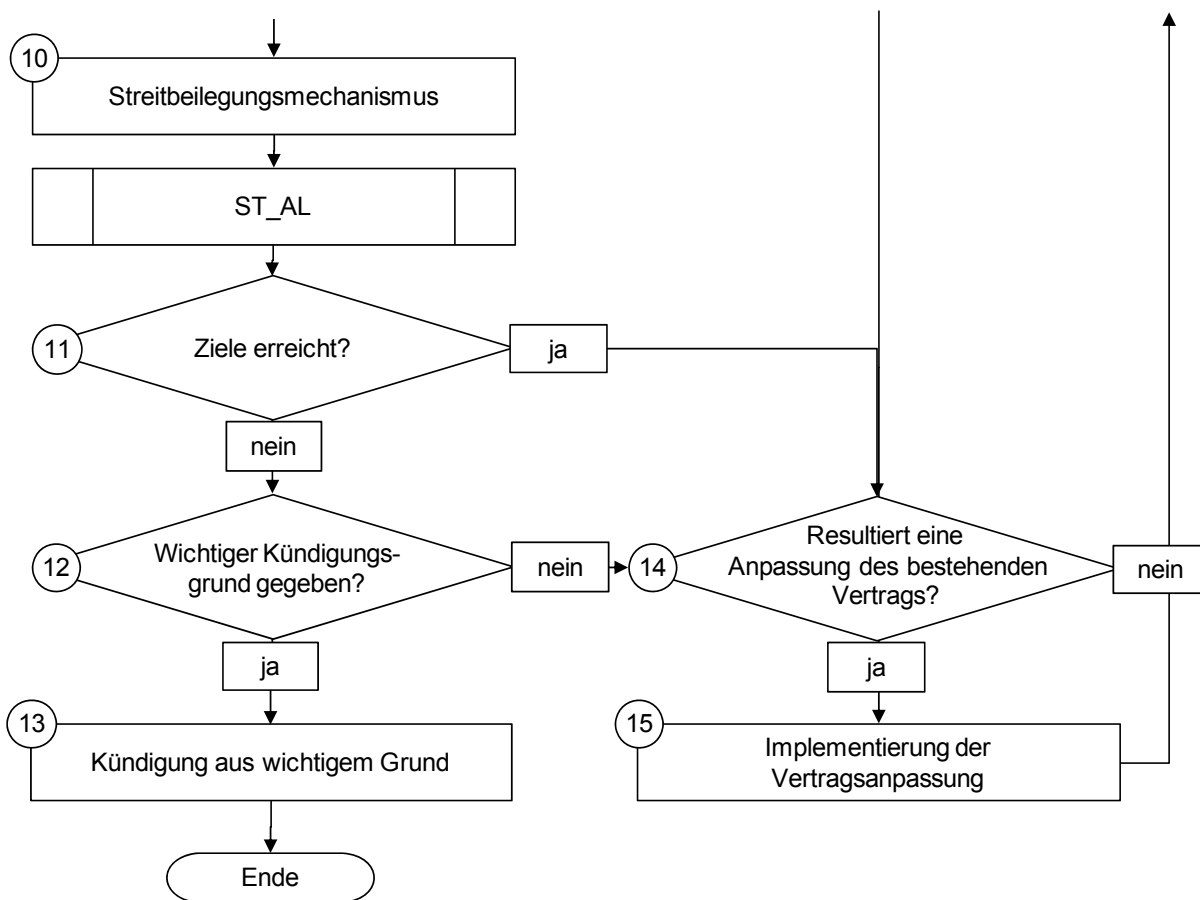 10
Streitbeilegungsmechanismus
ST_AL
11
Ziele erreicht?
ja
nein
12
Wichtiger Kündigungs-
grund gegeben?
nein
14
Resultiert eine
Anpassung des bestehenden
Vertrags?
nein
ja
ja
13
Kündigung aus wichtigem Grund
15
Implementierung der
Vertragsanpassung
Ende